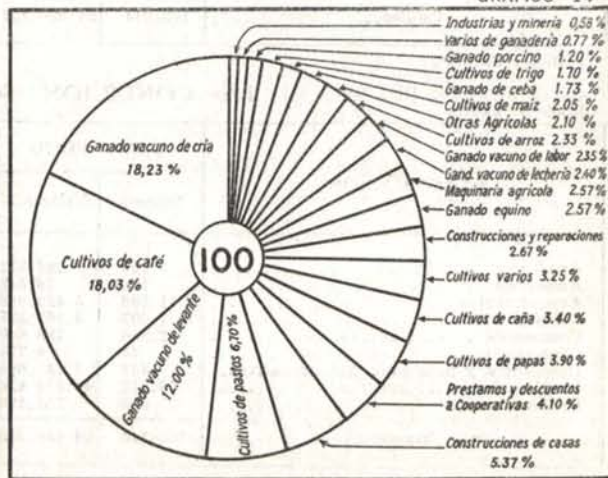 Industrias y minería 0,58 %
Varios de ganadería 0.77 %
Ganado porcino 1.20 %
Cultivos de trigo 1.70 %
Ganado de ceba 1.73 %
Cultivos de maiz 2.05 %
Otras Agrícolas 2.10 %
Cultivos de arroz 2.33 %
Ganado vacuno de labor 2.35 %
Gand. vacuno de lechería 2.40 %
Maquinaria agrícola 2.57 %
Ganado equino 2.57 %
Construcciones y reparaciones
2.67 %
Cultivos varios 3.25 %
Cultivos de caña 3.40 %
Cultivos de papas 3.90 %
Prestamos y descuentos
a Cooperativas 4.10 %
Construcciones de casas
5.37 %
Cultivos de pastos 6,70 %
Ganado vacuno de levante
12.00 %
Cultivos de café
18,03 %
Ganado vacuno de cría
18,23 %
100